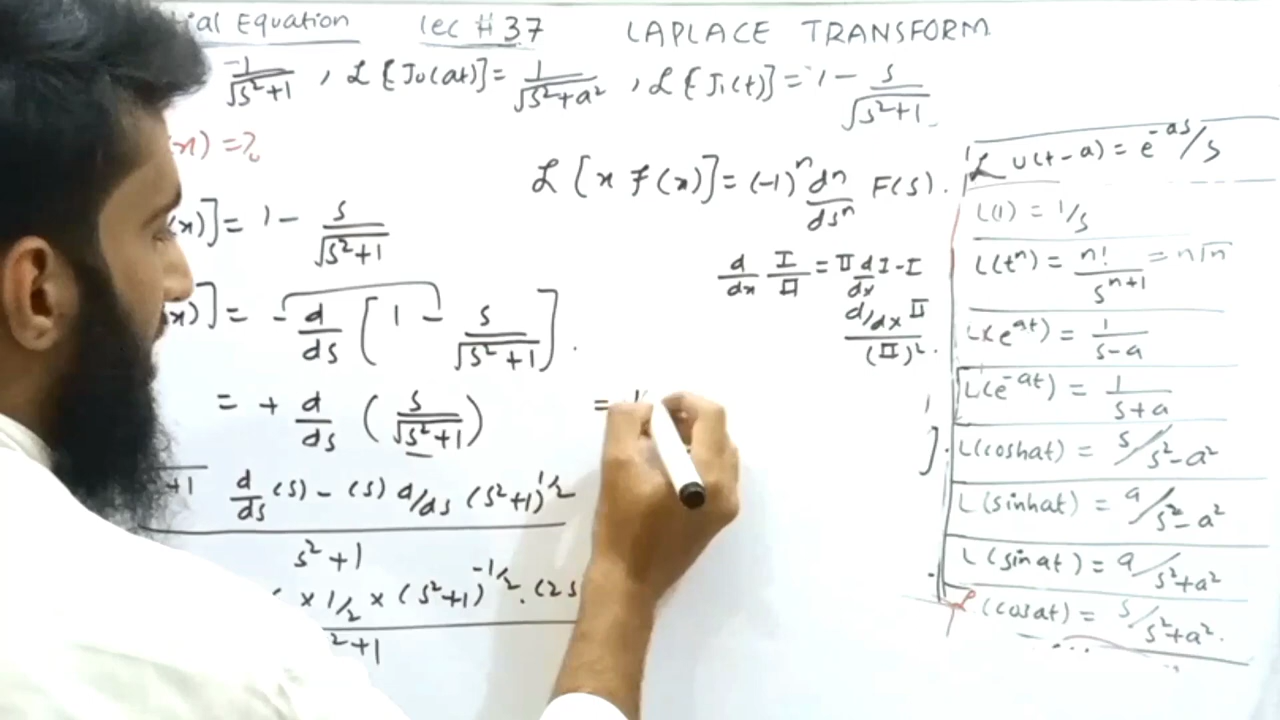 ial Equation lec # 37 LAPLACE TRANSFORM
1/√s²+1 , ℒ{J₀(at)} = 1/√s²+a² , ℒ{J₁(t)} = 1 - s/√s²+1
x) = ?
ℒ[x f(x)] = (-1)ⁿ dn/dsⁿ F(s).
(x)] = 1 - s/√s²+1
d/dx I/II = II d/dx I - I d/dx II / (II)².
x)] = - d/ds [1 - s/√s²+1].
= + d/ds (s/√s²+1) =
+1 d/ds (s) - (s) d/ds (s²+1)^1/2
s²+1
x 1/2 x (s²+1)^-1/2 . (2s
²+1
ℒ u(t-a) = e^-as/s
L(1) = 1/s
L(tⁿ) = n!/s^n+1 = n√n
L(x e^at) = 1/s-a
L(e^-at) = 1/s+a
L(coshat) = s/s²-a²
L(sinhat) = a/s²-a²
L(sinat) = a/s²+a²
ℒ(cosat) = s/s²+a².